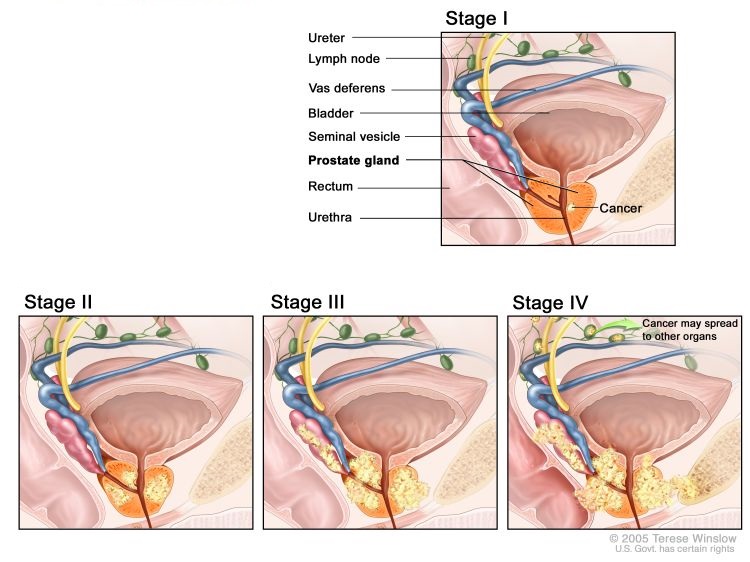 Stage I
Ureter
Lymph node
Vas deferens
Bladder
Seminal vesicle
Prostate gland
Rectum
Urethra
Cancer
Stage II
Stage III
Stage IV
Cancer may spread
to other organs
© 2005 Terese Winslow
U.S. Govt. has certain rights